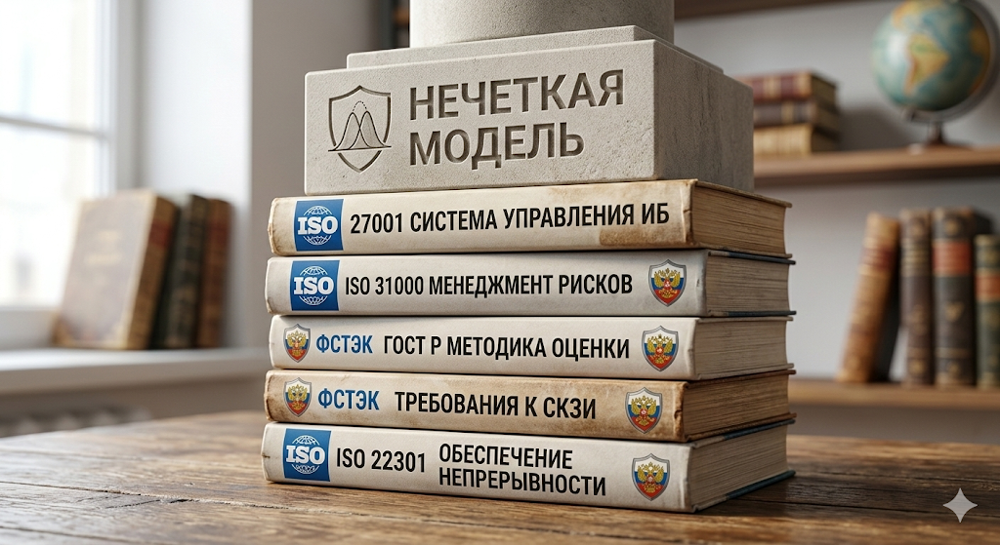 НЕЧЕТКАЯ
МОДЕЛЬ
ISO 27001 СИСТЕМА УПРАВЛЕНИЯ ИБ
ISO ISO 31000 МЕНЕДЖМЕНТ РИСКОВ
ФСТЭК ГОСТ Р МЕТОДИКА ОЦЕНКИ
ФСТЭК ТРЕБОВАНИЯ К СКЗИ
ISO ISO 22301 ОБЕСПЕЧЕНИЕ
НЕПРЕРЫВНОСТИ